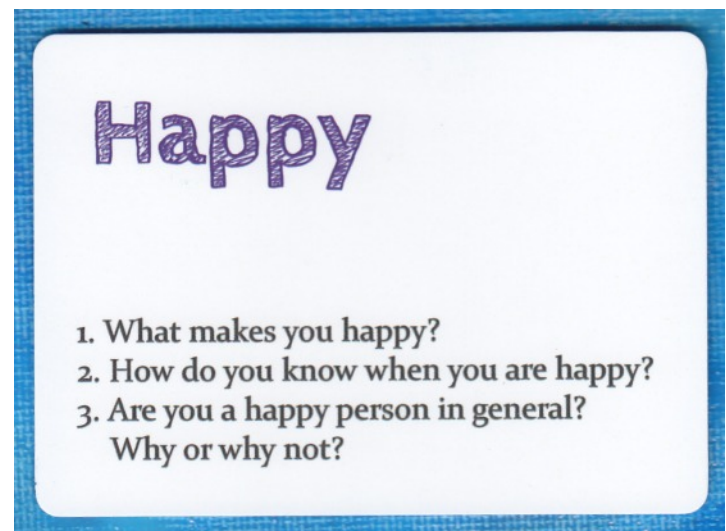 Happy
1. What makes you happy?
2. How do you know when you are happy?
3. Are you a happy person in general?
Why or why not?